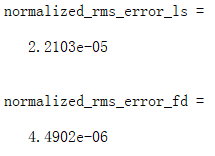 normalized_rms_error_ls =
2.2103e-05
normalized_rms_error_fd =
4.4902e-06